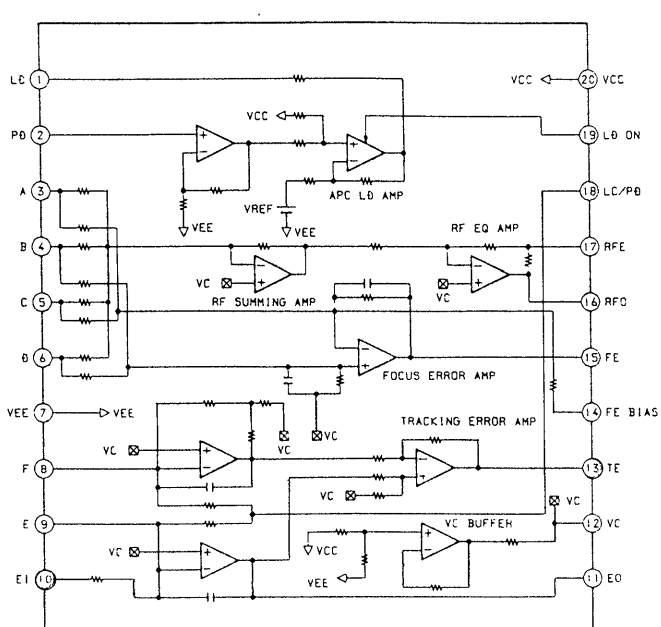 LD 1
20 VCC
VCC
VCC
PD 2
19 LD ON
APC LD AMP
A 3
18 LC/PD
VREF
VEE
VEE
RF EQ AMP
B 4
17 RFE
VC
VC
RF SUMMING AMP
C 5
16 RFO
D 6
15 FE
FOCUS ERROR AMP
VEE 7
VEE
14 FE BIAS
VC
VC
TRACKING ERROR AMP
VC
F 8
13 TE
VC
VC
E 9
12 VC
VC BUFFER
VC
VCC
VEE
EI 10
11 EO